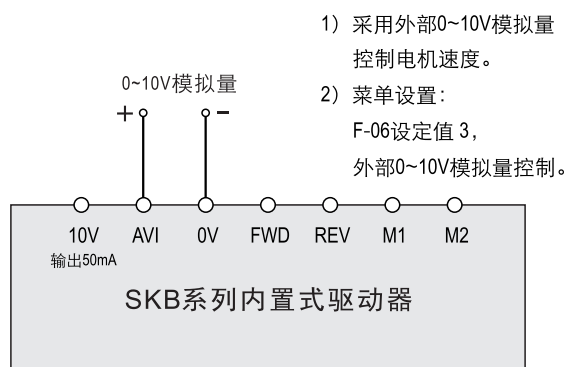 1）采用外部0~10V模拟量
控制电机速度。
2）菜单设置：
F-06设定值 3，
外部0~10V模拟量控制。
0~10V模拟量
+ -
10V AVI 0V FWD REV M1 M2
输出50mA
SKB系列内置式驱动器